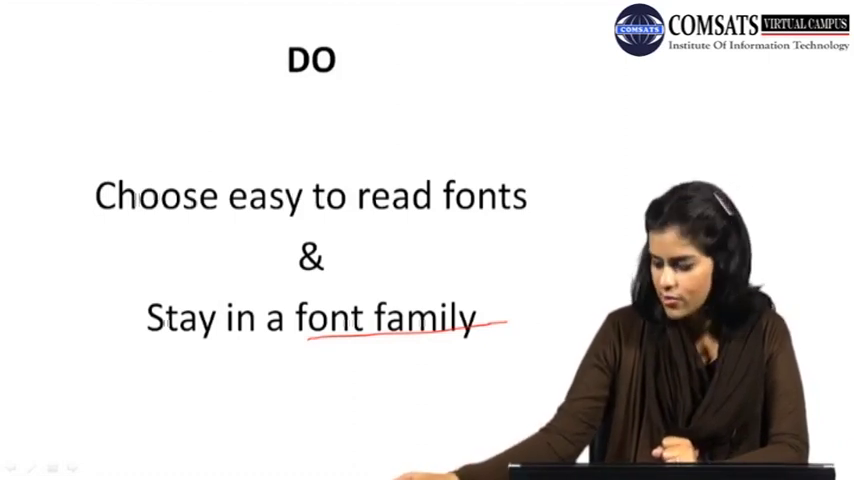 COMSATS VIRTUAL CAMPUS
COMSATS
Institute Of Information Technology
DO
Choose easy to read fonts
&
Stay in a font family